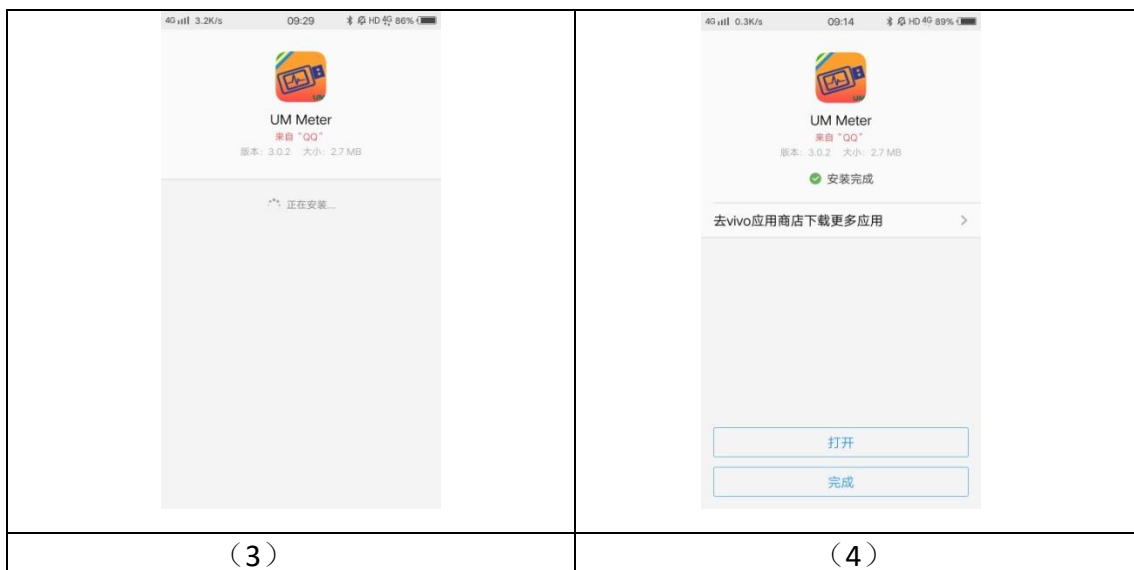 4G 3.2K/s 09:29 HD 4G 86%
UM
UM Meter
来自 "QQ"
版本: 3.0.2 大小: 2.7 MB
正在安装...
(3)
4G 0.3K/s 09:14 HD 4G 89%
UM
UM Meter
来自 "QQ"
版本: 3.0.2 大小: 2.7 MB
安装完成
去vivo应用商店下载更多应用
打开
完成
(4)